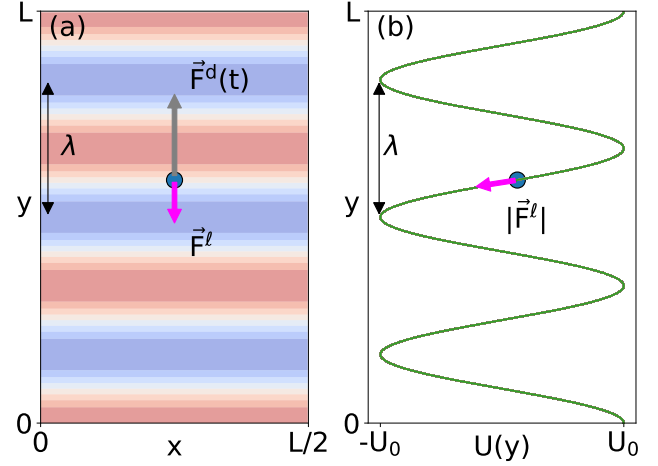 L (a)
F⃗ᵈ(t)
λ
y
F⃗ˡ
0
0 x L/2
L (b)
λ
y
|F⃗ˡ|
0
-U₀ U(y) U₀